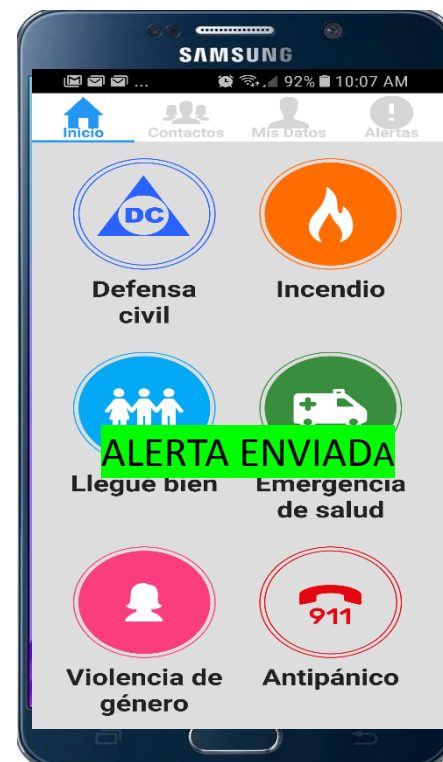 SAMSUNG
... 92% 10:07 AM
Inicio Contactos Mis Datos Alertas
DC
Defensa civil
Incendio
ALERTA ENVIADA
Llegue bien
Emergencia de salud
911
Violencia de género
Antipánico